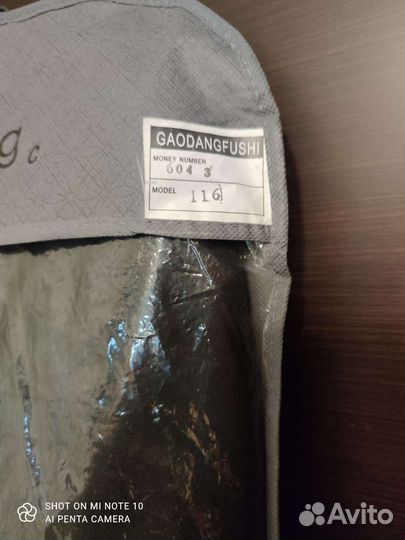 g c
GAODANGFUSHI
MONEY NUMBER
604 3
MODEL
116
SHOT ON MI NOTE 10
AI PENTA CAMERA
Avito